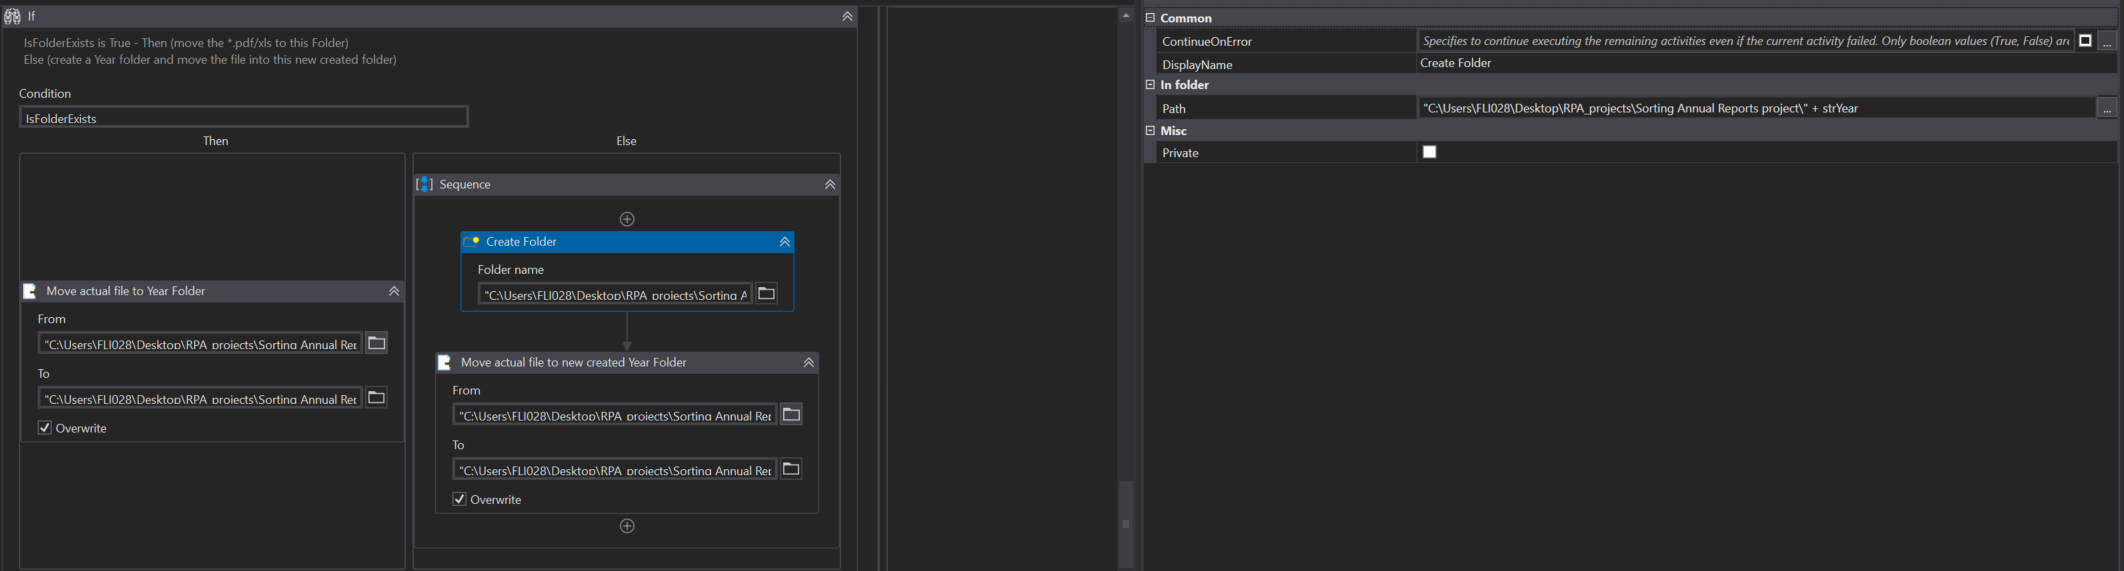 If
IsFolderExists is True - Then (move the *.pdf/xls to this Folder)
Else (create a Year folder and move the file into this new created folder)
Condition
IsFolderExists
Then
Else
Sequence
Create Folder
Folder name
"C:\Users\FLI028\Desktop\RPA_projects\Sorting A
Move actual file to Year Folder
From
"C:\Users\FLI028\Desktop\RPA_projects\Sorting Annual Rep
To
"C:\Users\FLI028\Desktop\RPA_projects\Sorting Annual Rep
Overwrite
Move actual file to new created Year Folder
From
"C:\Users\FLI028\Desktop\RPA_projects\Sorting Annual Rep
To
"C:\Users\FLI028\Desktop\RPA_projects\Sorting Annual Rep
Overwrite
Common
ContinueOnError
Specifies to continue executing the remaining activities even if the current activity failed. Only boolean values (True, False) are
...
DisplayName
Create Folder
In folder
Path
"C:\Users\FLI028\Desktop\RPA_projects\Sorting Annual Reports project\" + strYear
...
Misc
Private